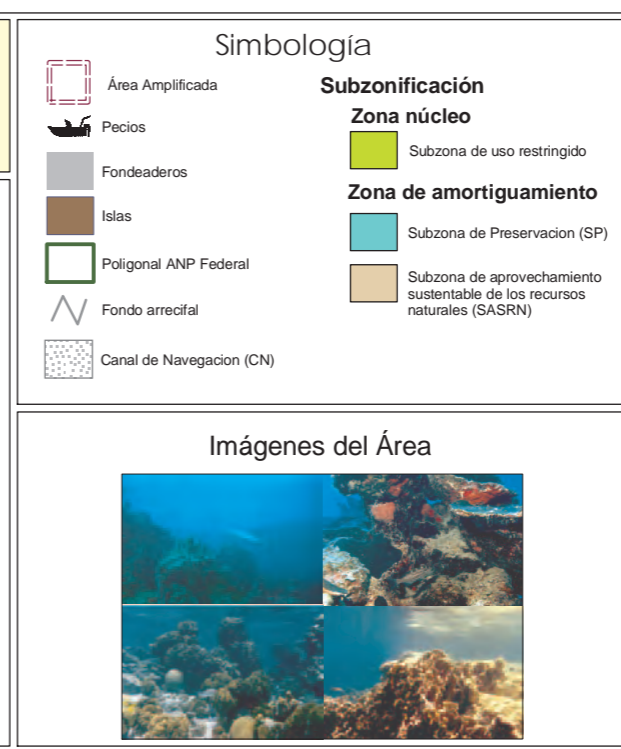 Simbología
Área Amplificada
Pecios
Fondeaderos
Islas
Poligonal ANP Federal
Fondo arrecifal
Canal de Navegacion (CN)
Subzonificación
Zona núcleo
Subzona de uso restringido
Zona de amortiguamiento
Subzona de Preservacion (SP)
Subzona de aprovechamiento
sustentable de los recursos
naturales (SASRN)
Imágenes del Área